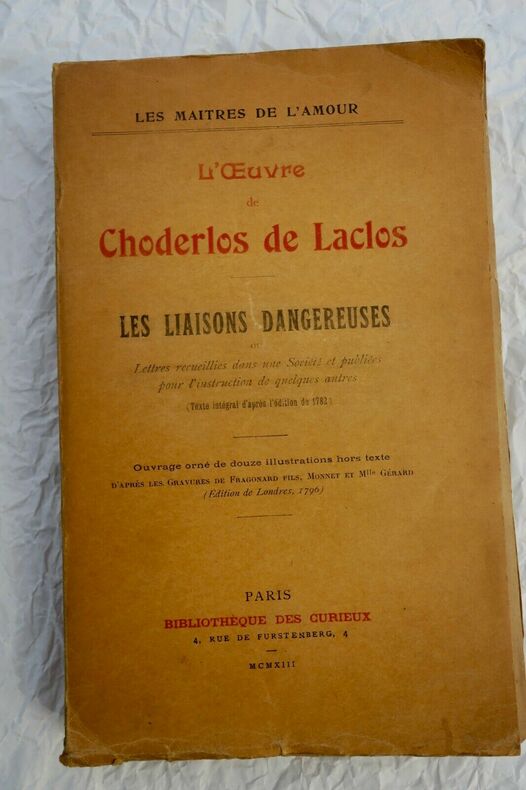 LES MAITRES DE L'AMOUR
L'Œuvre
de
Choderlos de Laclos
LES LIAISONS DANGEREUSES
ou
Lettres recueillies dans une Société et publiées
pour l'instruction de quelques autres
(Texte intégral d'après l'édition de 1782)
Ouvrage orné de douze illustrations hors texte
D'APRÈS LES GRAVURES DE FRAGONARD FILS, MONNET ET Mlle GÉRARD
(Édition de Londres, 1796)
PARIS
BIBLIOTHÈQUE DES CURIEUX
4, RUE DE FURSTENBERG, 4
MCMXIII